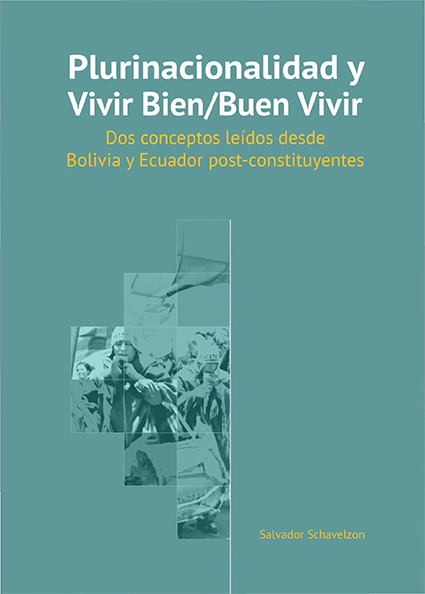 Plurinacionalidad y
Vivir Bien/Buen Vivir
Dos conceptos leídos desde
Bolivia y Ecuador post-constituyentes
Salvador Schavelzon